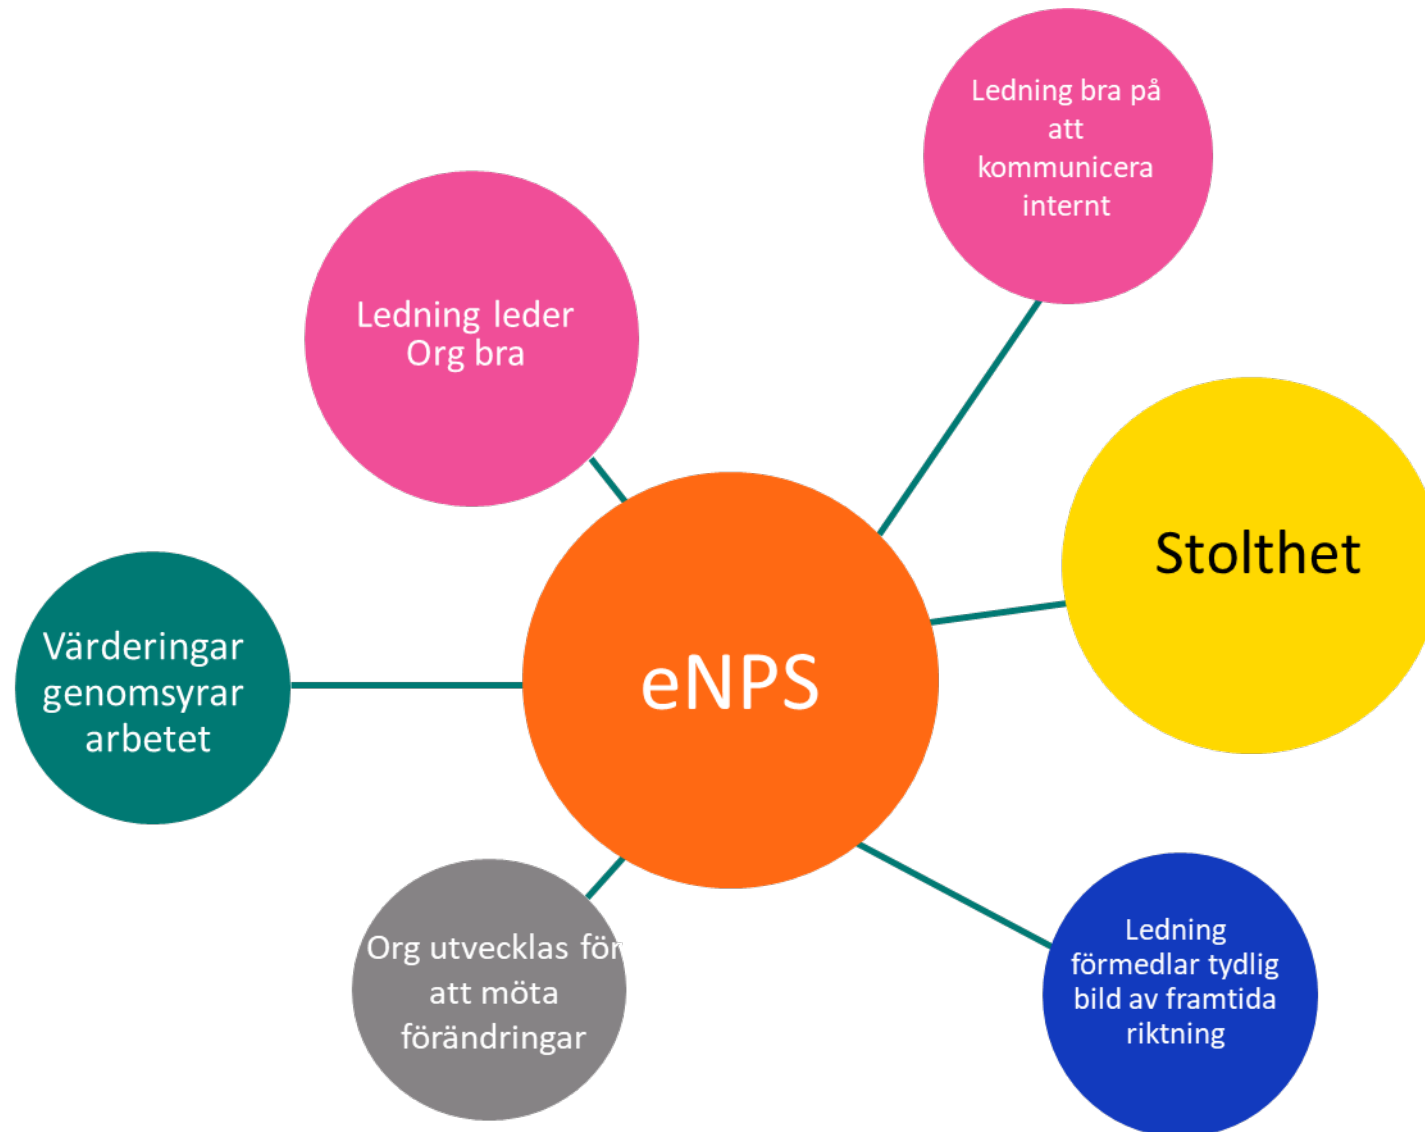 Ledning bra på
att
kommunicera
internt
Ledning leder
Org bra
Stolthet
eNPS
Värderingar
genomsyrar
arbetet
Org utvecklas för
att möta
förändringar
Ledning
förmedlar tydlig
bild av framtida
riktning